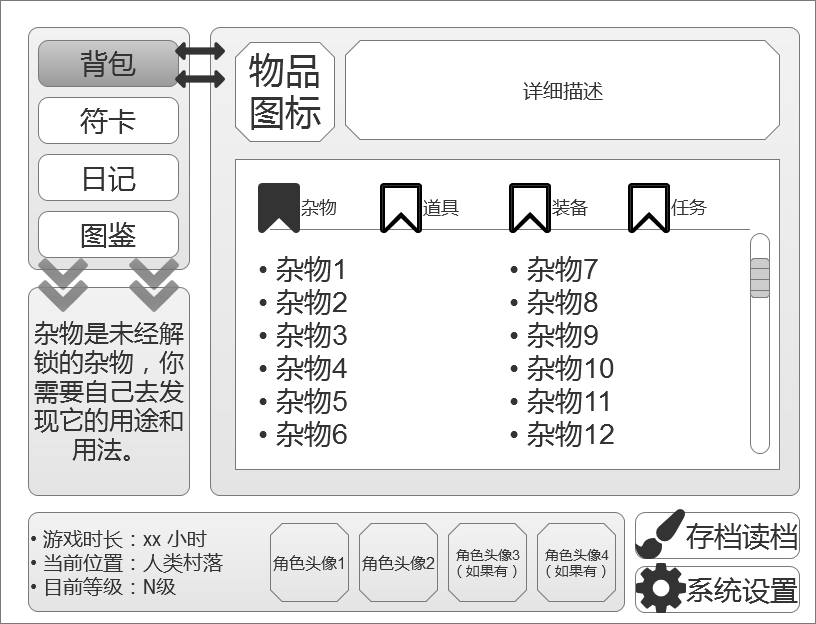 背包
符卡
日记
图鉴
杂物是未经解
锁的杂物，你
需要自己去发
现它的用途和
用法。
物品
图标
详细描述
杂物
道具
装备
任务
• 杂物1
• 杂物2
• 杂物3
• 杂物4
• 杂物5
• 杂物6
• 杂物7
• 杂物8
• 杂物9
• 杂物10
• 杂物11
• 杂物12
• 游戏时长：xx 小时
• 当前位置：人类村落
• 目前等级：N级
角色头像1
角色头像2
角色头像3
（如果有）
角色头像4
（如果有）
存档读档
系统设置